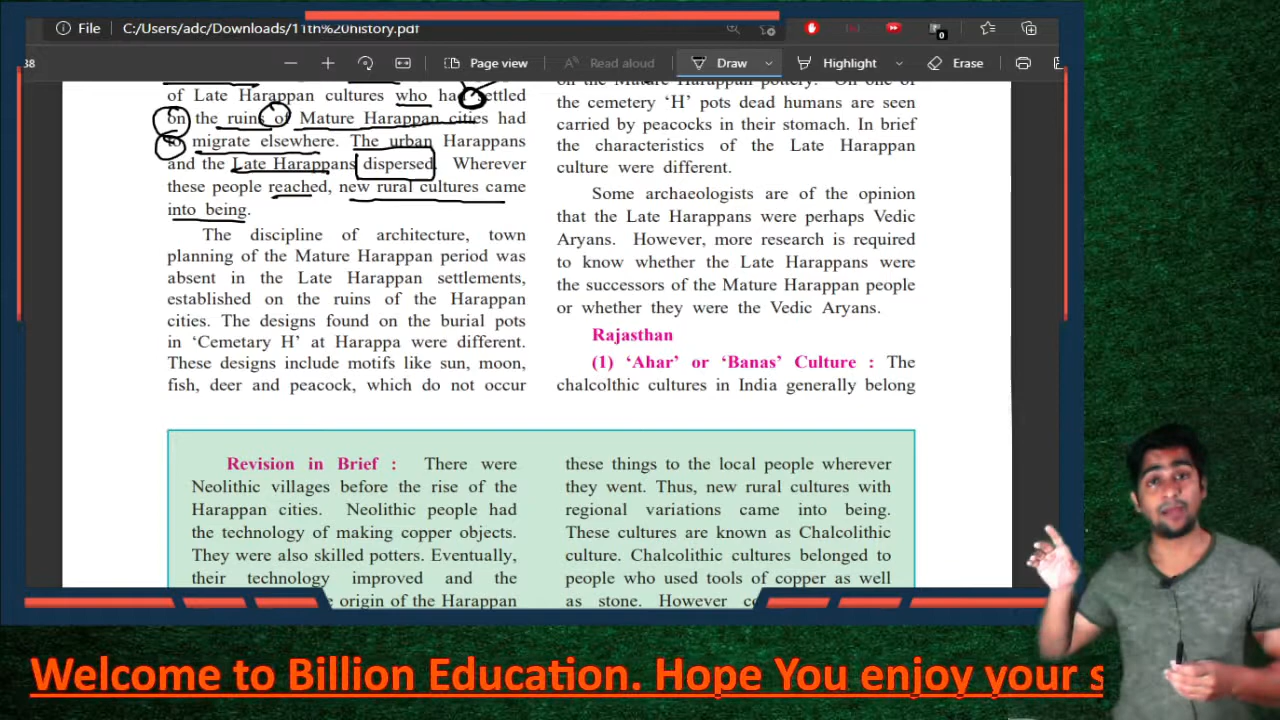 File C:/Users/adc/Downloads/11th%20history.pdf
0
38
Page view
Read aloud
Draw
Highlight
Erase
of Late Harappan cultures who had settled
on the ruins of Mature Harappan cities had
to migrate elsewhere. The urban Harappans
and the Late Harappans dispersed. Wherever
these people reached, new rural cultures came
into being.
The discipline of architecture, town
planning of the Mature Harappan period was
absent in the Late Harappan settlements,
established on the ruins of the Harappan
cities. The designs found on the burial pots
in ‘Cemetary H’ at Harappa were different.
These designs include motifs like sun, moon,
fish, deer and peacock, which do not occur
on the Mature Harappan pottery. On one of
the cemetery ‘H’ pots dead humans are seen
carried by peacocks in their stomach. In brief
the characteristics of the Late Harappan
culture were different.
Some archaeologists are of the opinion
that the Late Harappans were perhaps Vedic
Aryans. However, more research is required
to know whether the Late Harappans were
the successors of the Mature Harappan people
or whether they were the Vedic Aryans.
Rajasthan
(1) ‘Ahar’ or ‘Banas’ Culture : The
chalcolthic cultures in India generally belong
Revision in Brief : There were
Neolithic villages before the rise of the
Harappan cities. Neolithic people had
the technology of making copper objects.
They were also skilled potters. Eventually,
their technology improved and the
origin of the Harappan
these things to the local people wherever
they went. Thus, new rural cultures with
regional variations came into being.
These cultures are known as Chalcolithic
culture. Chalcolithic cultures belonged to
people who used tools of copper as well
as stone. However
Welcome to Billion Education. Hope You enjoy your s